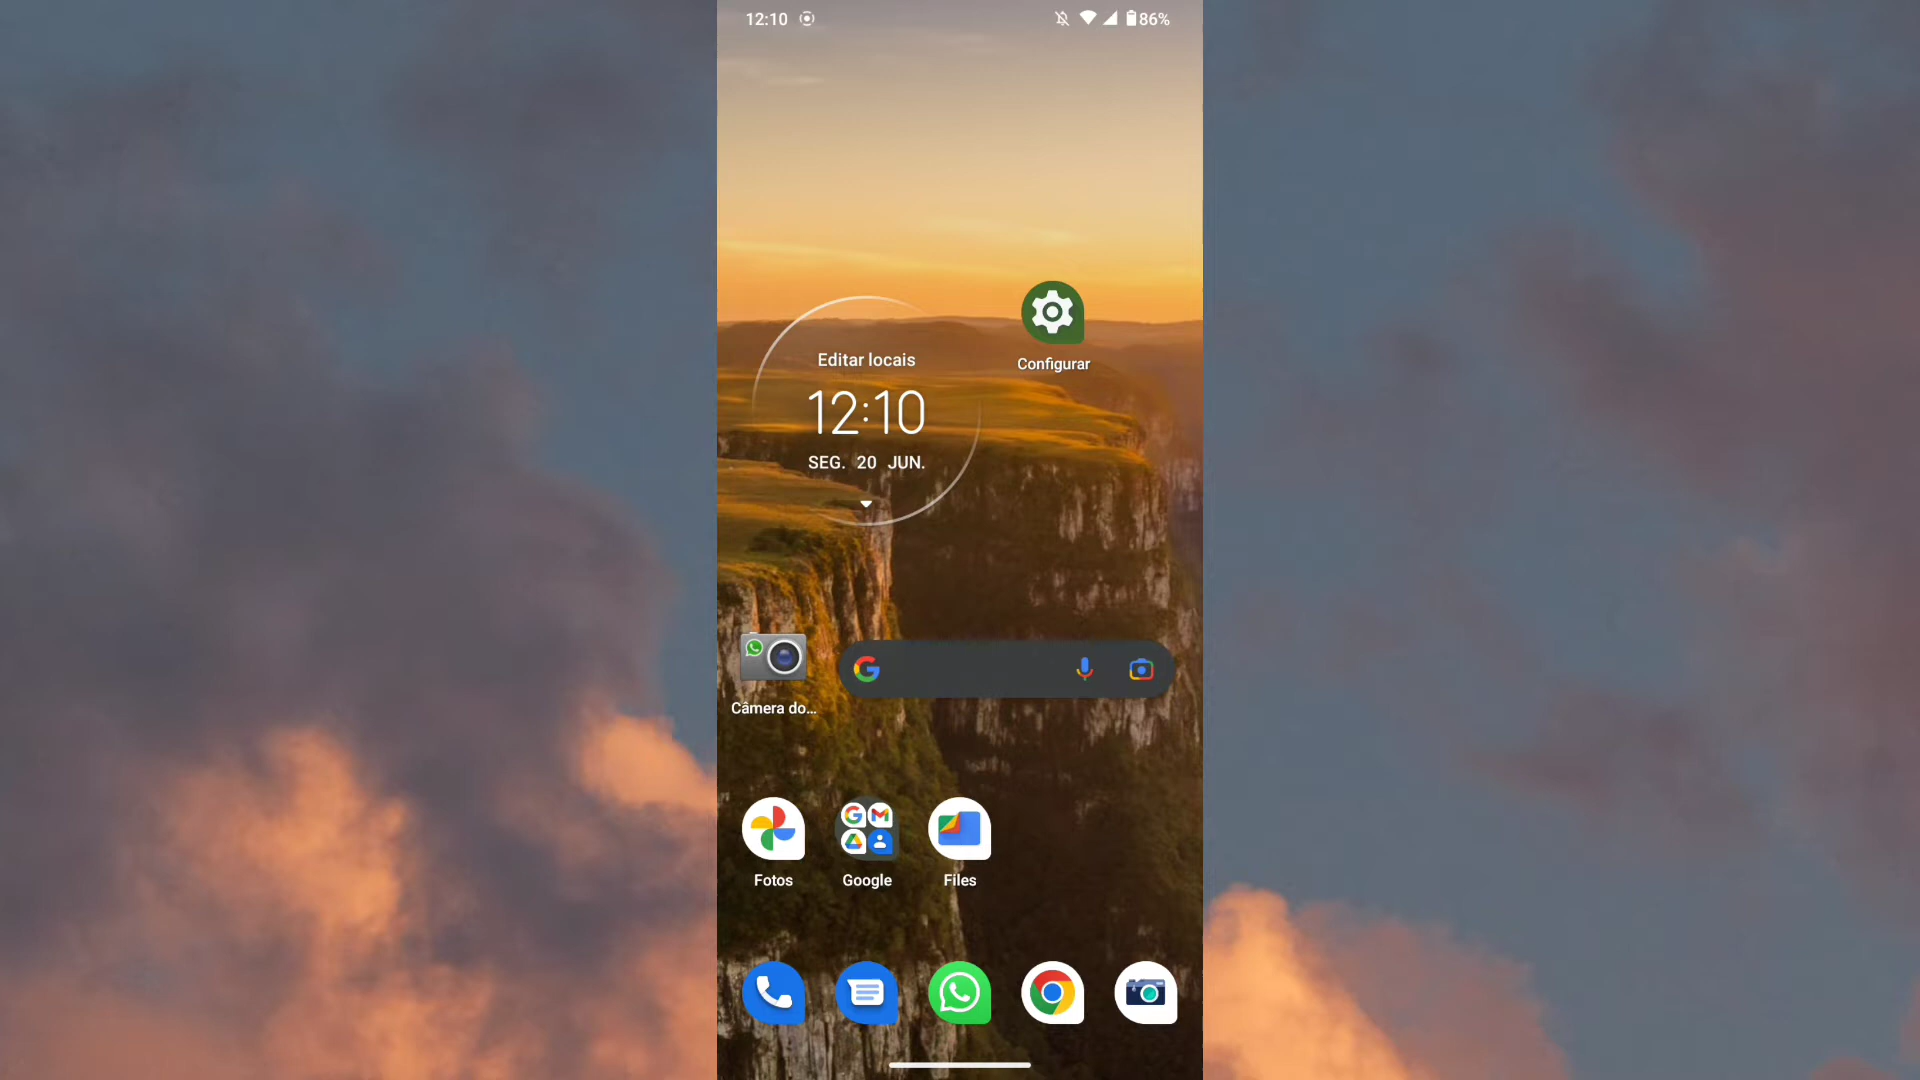 12:10
86%
Configurar
Editar locais
12:10
SEG. 20 JUN.
Câmera do...
Fotos
Google
Files